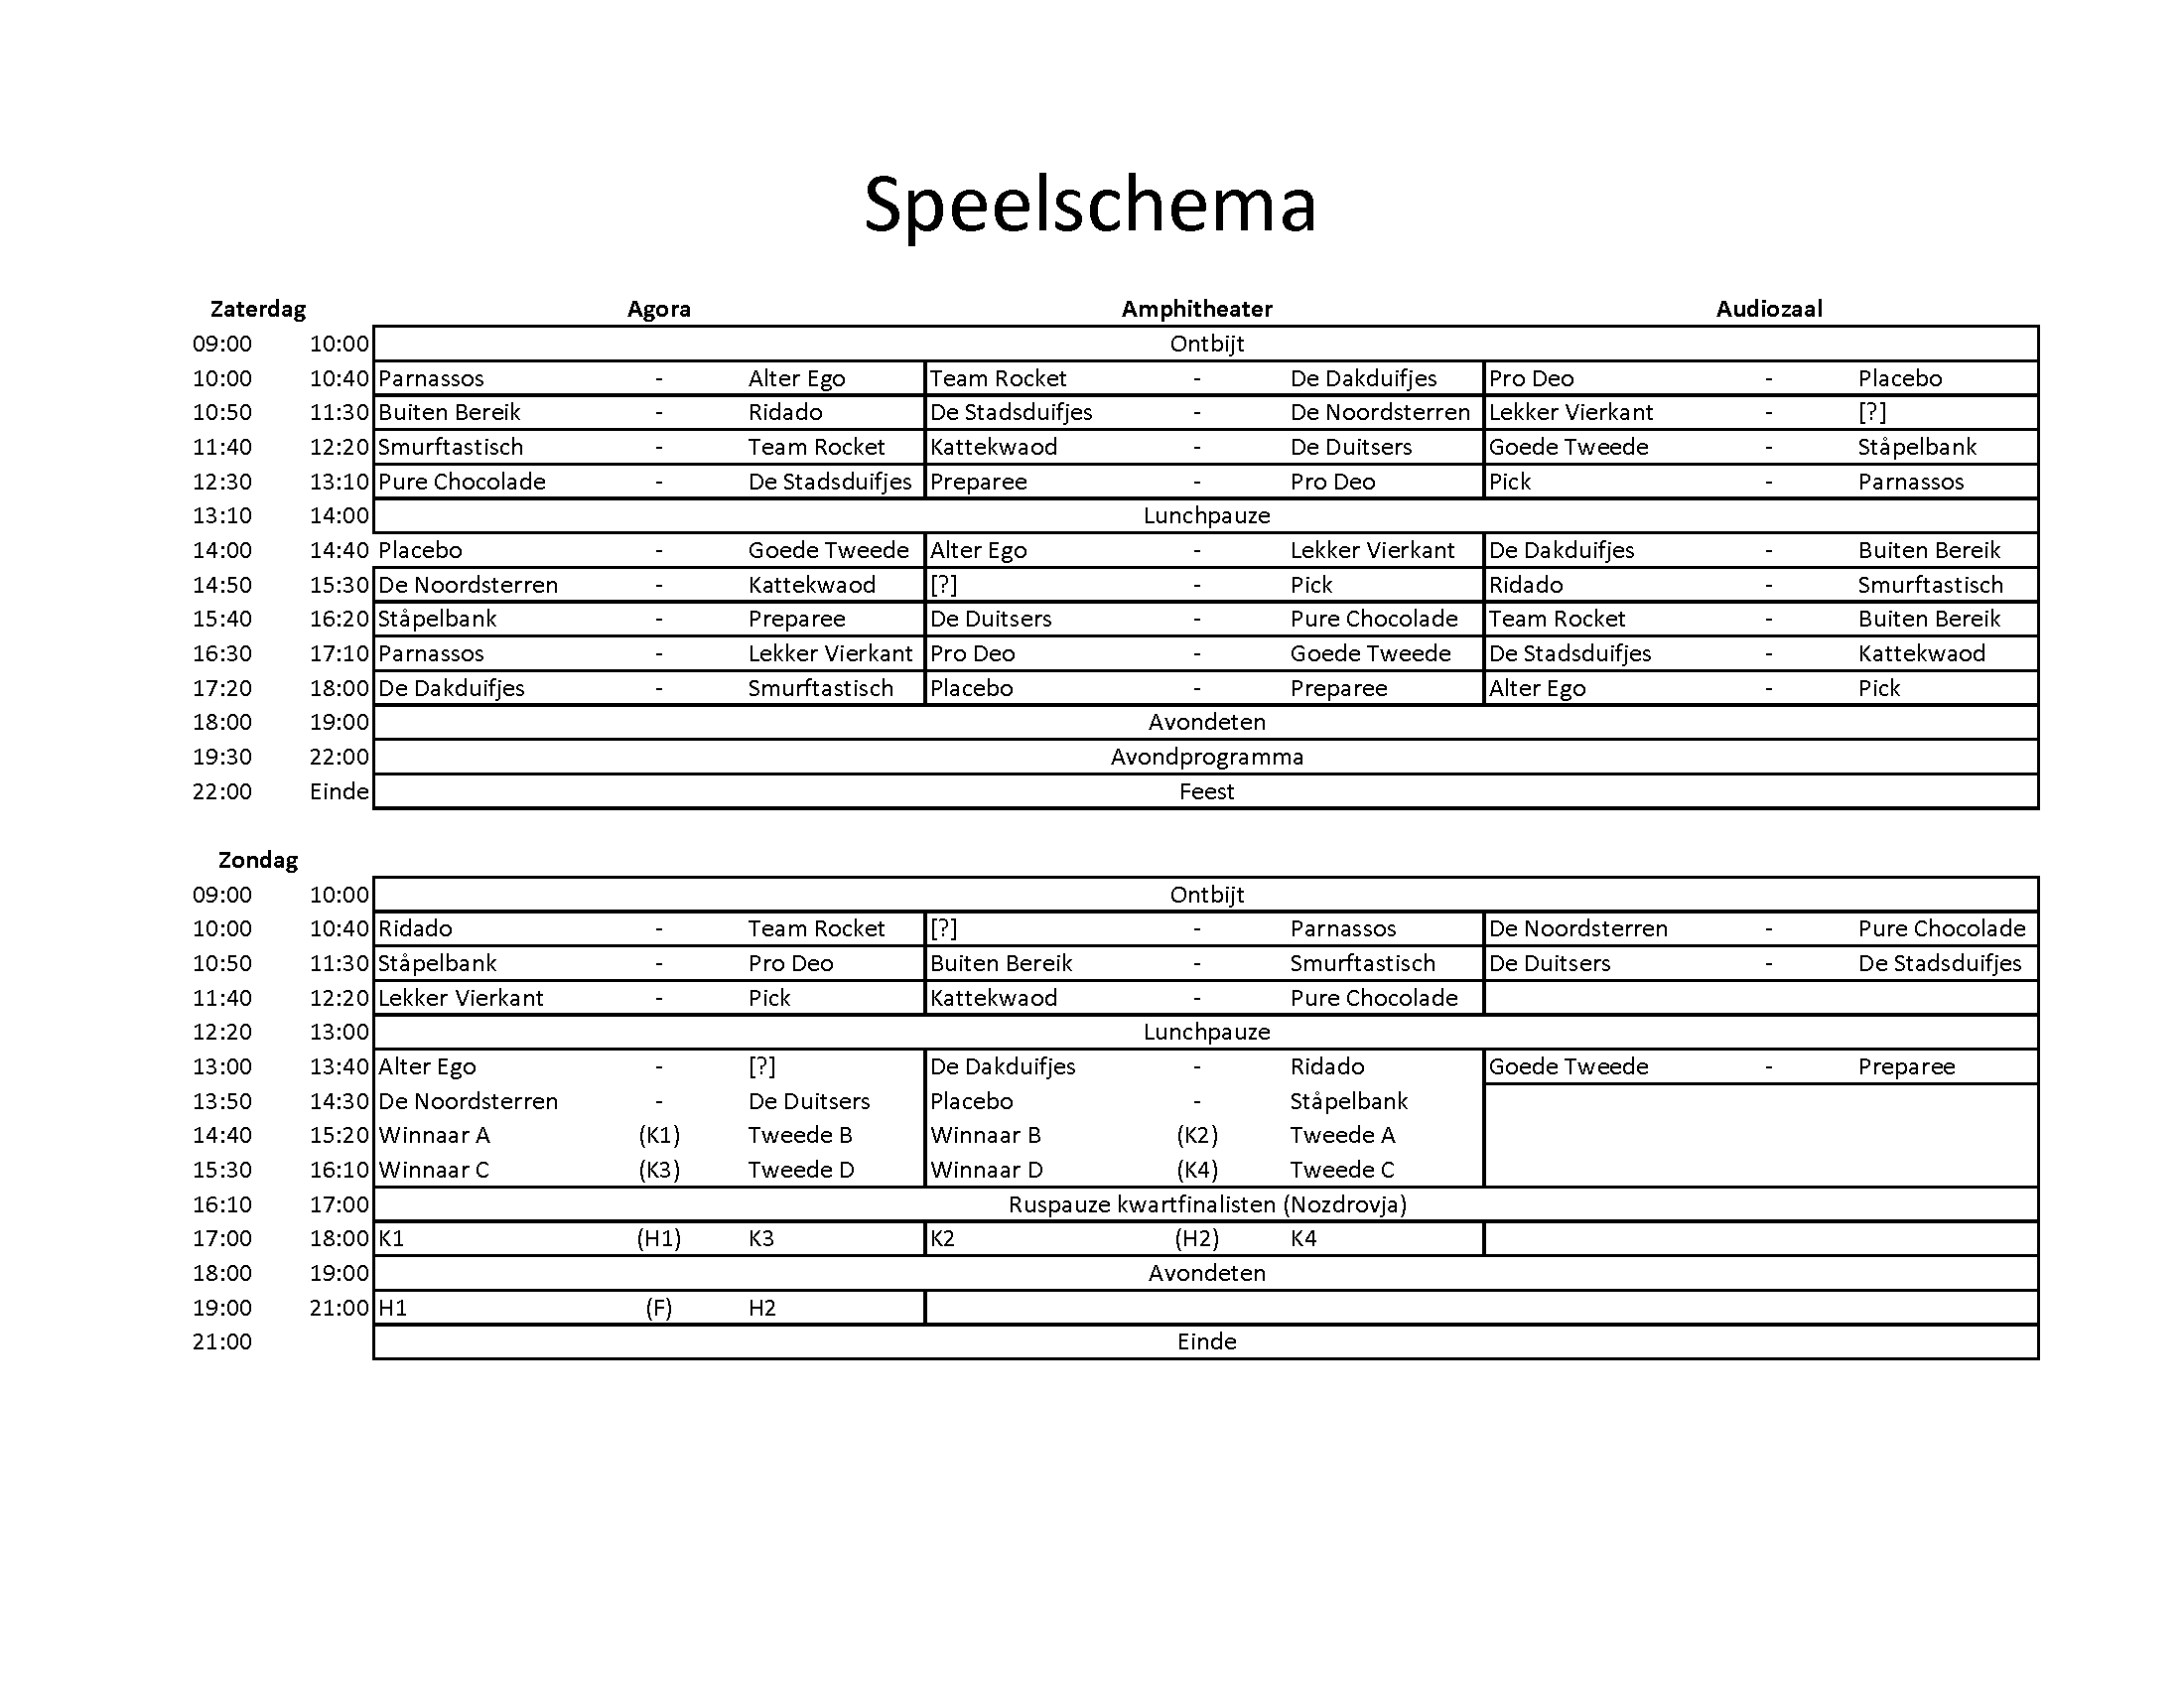 Speelschema
Zaterdag Agora Amphitheater Audiozaal
09:00 10:00 Ontbijt
10:00 10:40 Parnassos - Alter Ego Team Rocket - De Dakduifjes Pro Deo - Placebo
10:50 11:30 Buiten Bereik - Ridado De Stadsduifjes - De Noordsterren Lekker Vierkant - [?]
11:40 12:20 Smurftastisch - Team Rocket Kattekwaod - De Duitsers Goede Tweede - Ståpelbank
12:30 13:10 Pure Chocolade - De Stadsduifjes Preparee - Pro Deo Pick - Parnassos
13:10 14:00 Lunchpauze
14:00 14:40 Placebo - Goede Tweede Alter Ego - Lekker Vierkant De Dakduifjes - Buiten Bereik
14:50 15:30 De Noordsterren - Kattekwaod [?] - Pick Ridado - Smurftastisch
15:40 16:20 Ståpelbank - Preparee De Duitsers - Pure Chocolade Team Rocket - Buiten Bereik
16:30 17:10 Parnassos - Lekker Vierkant Pro Deo - Goede Tweede De Stadsduifjes - Kattekwaod
17:20 18:00 De Dakduifjes - Smurftastisch Placebo - Preparee Alter Ego - Pick
18:00 19:00 Avondeten
19:30 22:00 Avondprogramma
22:00 Einde Feest
Zondag
09:00 10:00 Ontbijt
10:00 10:40 Ridado - Team Rocket [?] - Parnassos De Noordsterren - Pure Chocolade
10:50 11:30 Ståpelbank - Pro Deo Buiten Bereik - Smurftastisch De Duitsers - De Stadsduifjes
11:40 12:20 Lekker Vierkant - Pick Kattekwaod - Pure Chocolade
12:20 13:00 Lunchpauze
13:00 13:40 Alter Ego - [?] De Dakduifjes - Ridado Goede Tweede - Preparee
13:50 14:30 De Noordsterren - De Duitsers Placebo - Ståpelbank
14:40 15:20 Winnaar A (K1) Tweede B Winnaar B (K2) Tweede A
15:30 16:10 Winnaar C (K3) Tweede D Winnaar D (K4) Tweede C
16:10 17:00 Ruspauze kwartfinalisten (Nozdrovja)
17:00 18:00 K1 (H1) K3 K2 (H2) K4
18:00 19:00 Avondeten
19:00 21:00 H1 (F) H2
21:00 Einde